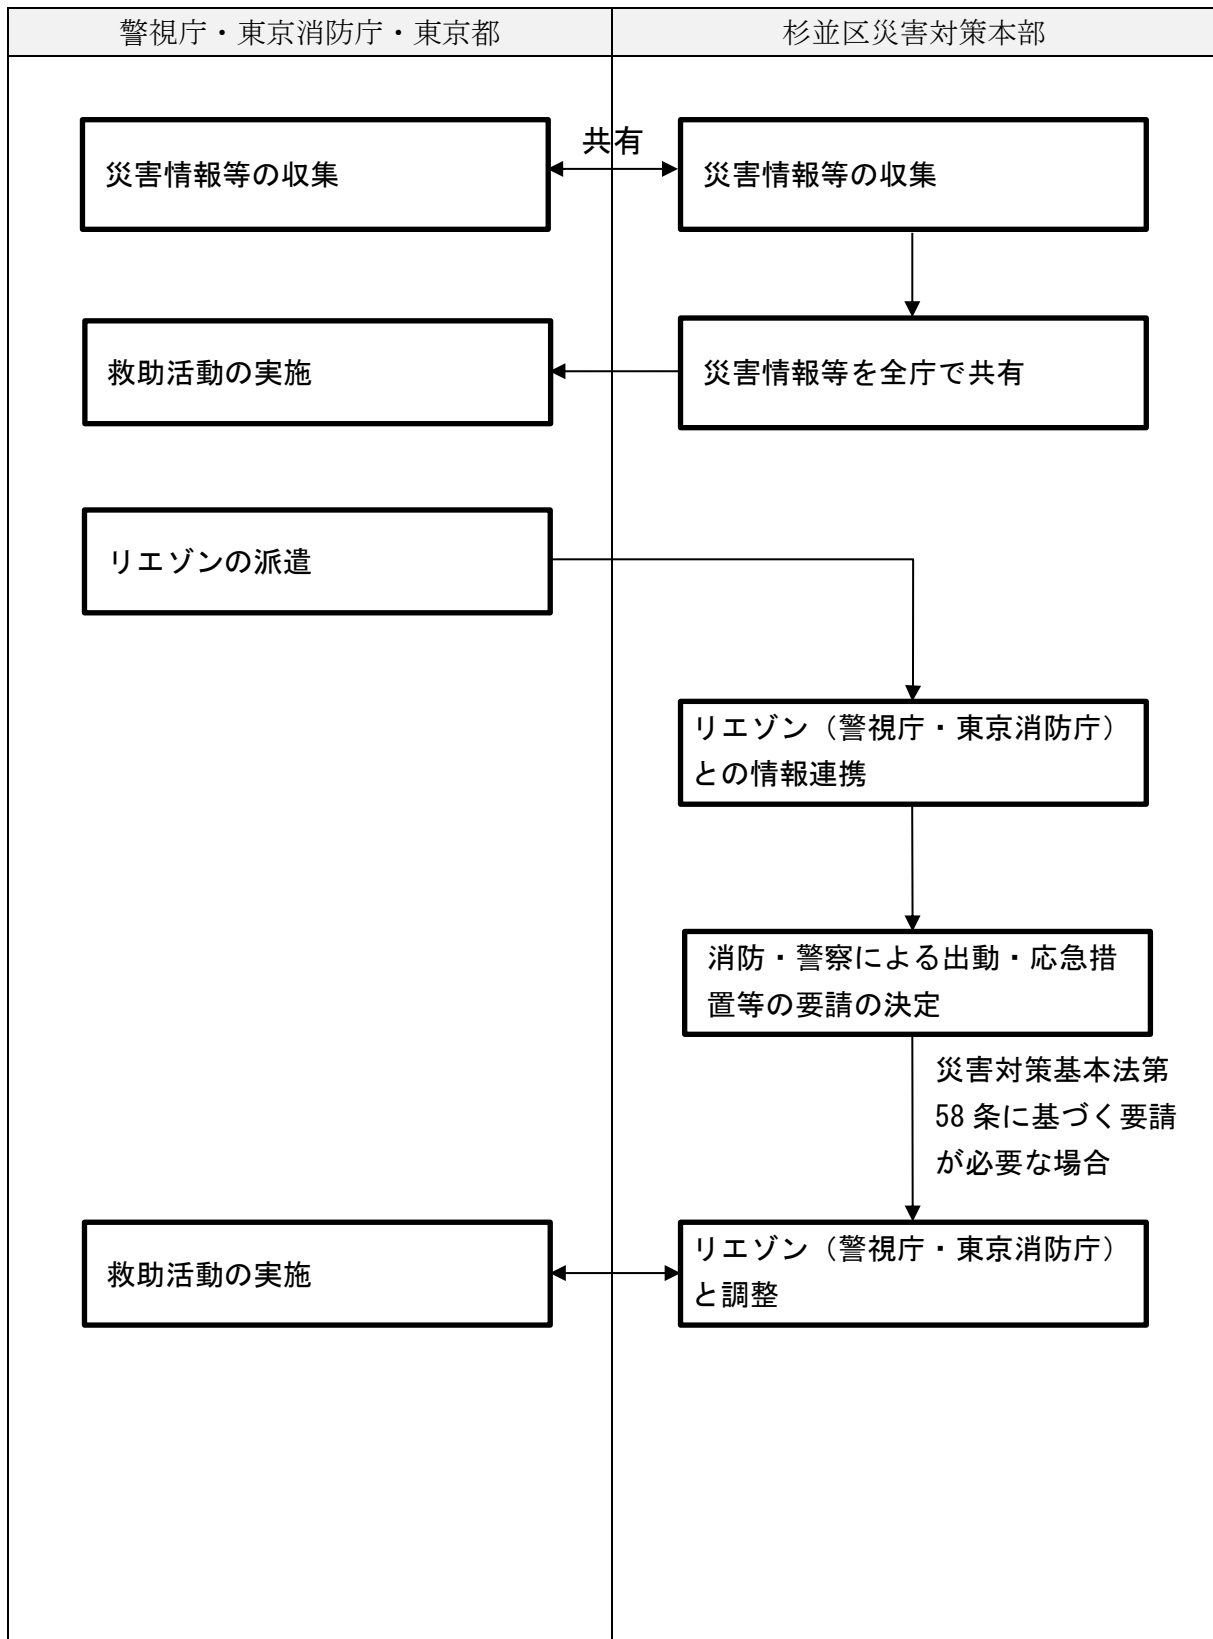 警視庁・東京消防庁・東京都
杉並区災害対策本部
災害情報等の収集
共有
災害情報等の収集
救助活動の実施
災害情報等を全庁で共有
リエゾンの派遣
リエゾン（警視庁・東京消防庁）
との情報連携
消防・警察による出動・応急措
置等の要請の決定
災害対策基本法第
58 条に基づく要請
が必要な場合
救助活動の実施
リエゾン（警視庁・東京消防庁）
と調整